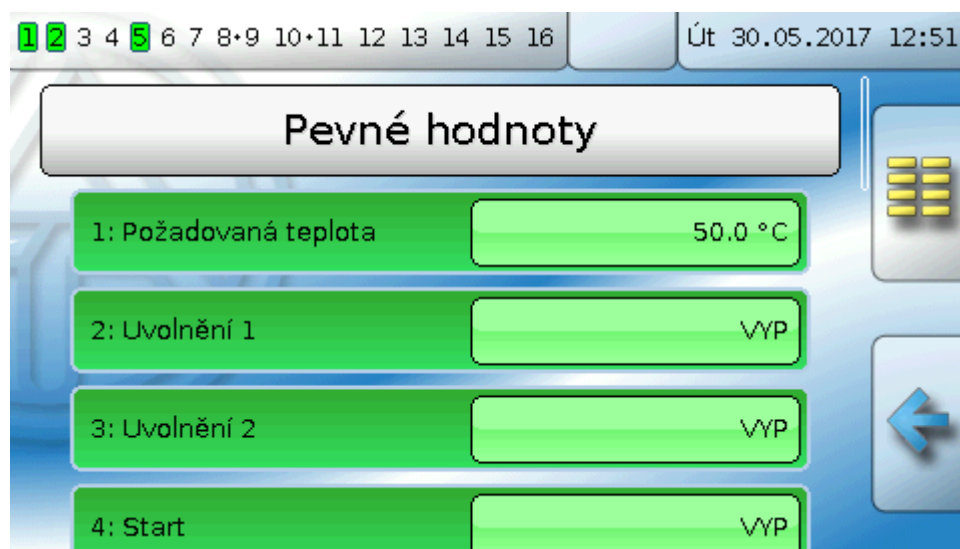 1 2 3 4 5 6 7 8•9 10•11 12 13 14 15 16 Út 30.05.2017 12:51
Pevné hodnoty
1: Požadovaná teplota 50.0 °C
2: Uvolnění 1 VYP
3: Uvolnění 2 VYP
4: Start VYP